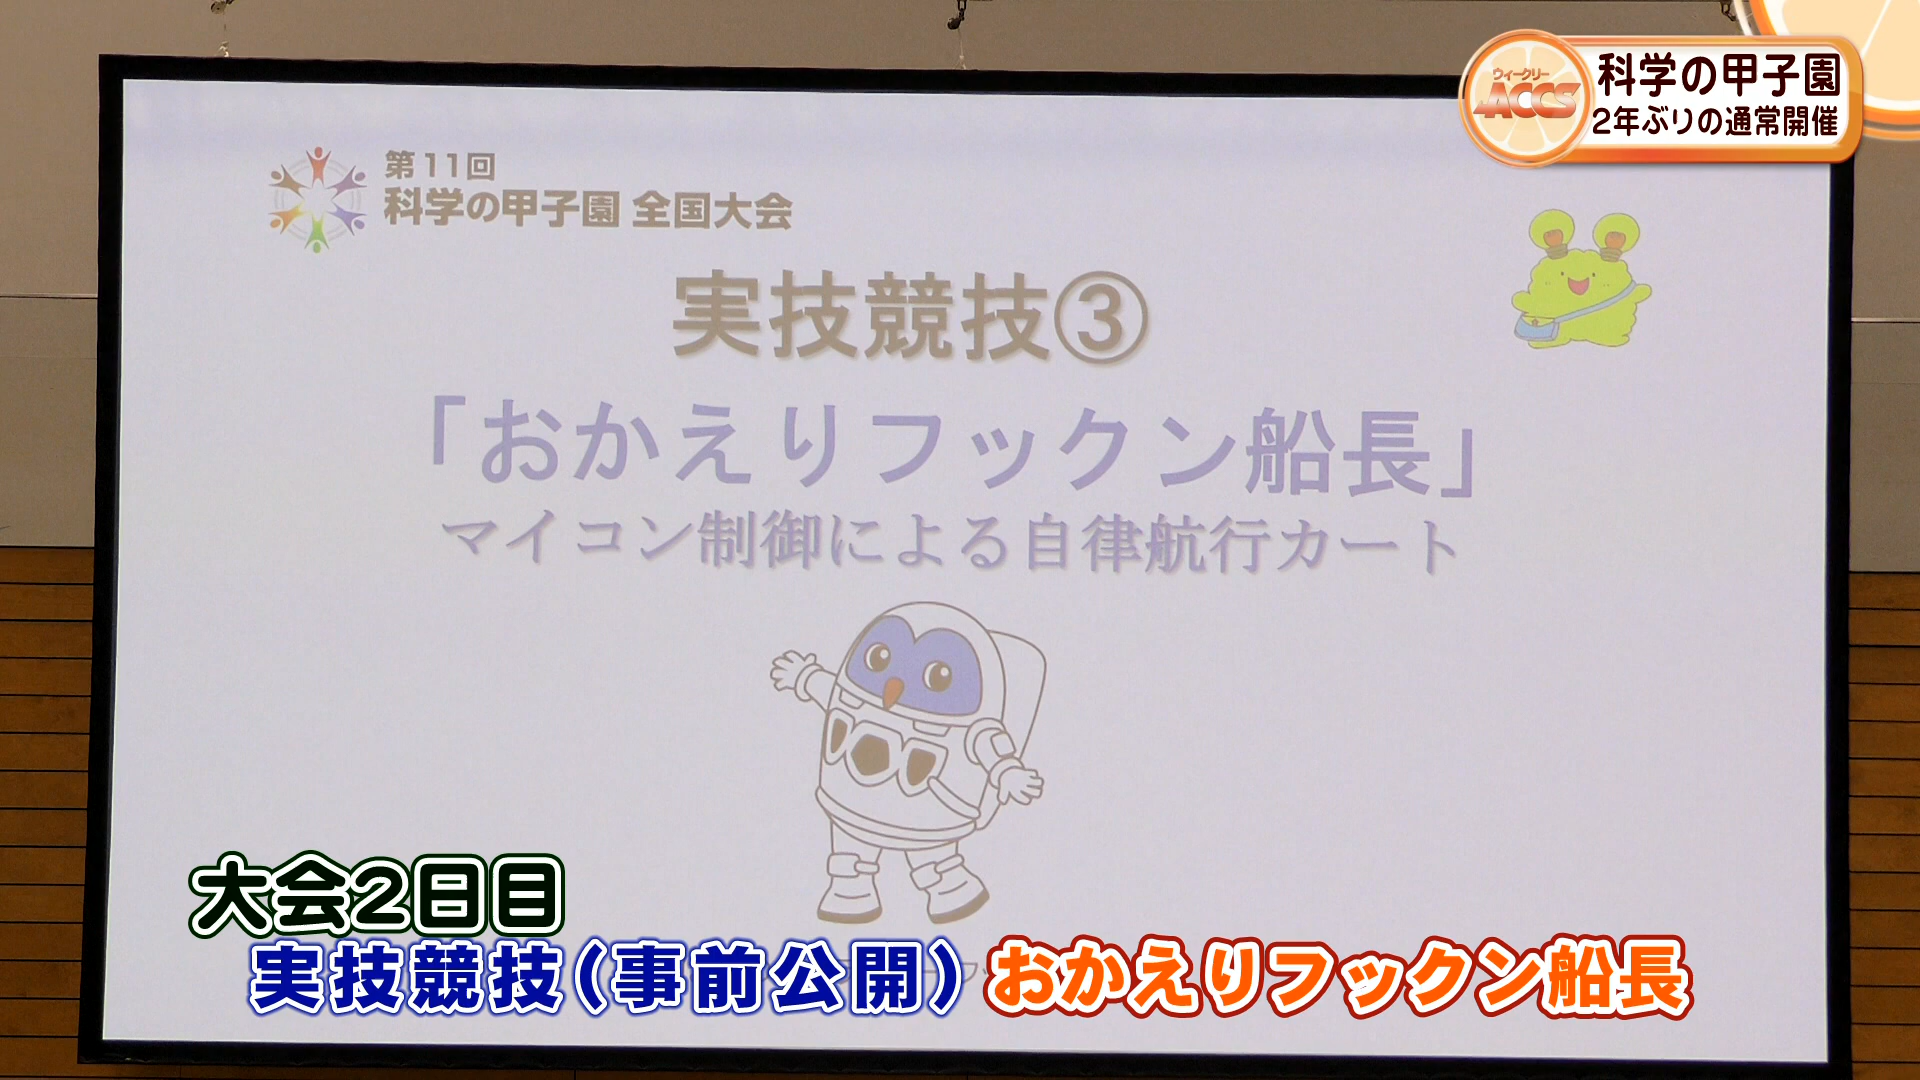 ウィークリー
ACCS
科学の甲子園
2年ぶりの通常開催
第11回
科学の甲子園 全国大会
実技競技③
「おかえりフックン船長」
マイコン制御による自律航行カート
大会2日目
実技競技(事前公開) おかえりフックン船長